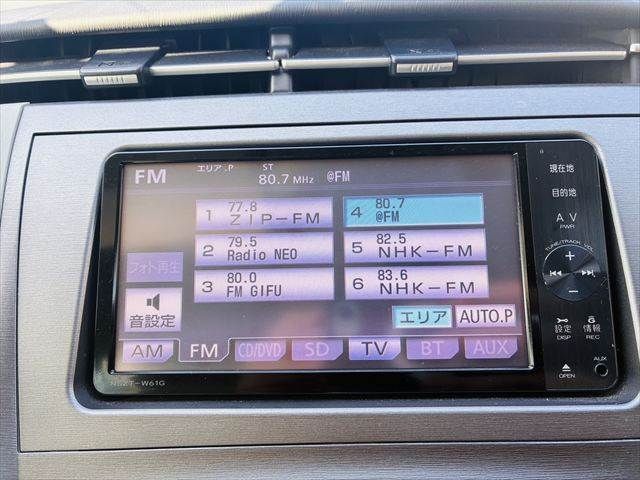 FM エリア.P ST 80.7 MHz @FM
1 77.8 ZIP-FM
4 80.7 @FM
2 79.5 Radio NEO
5 82.5 NHK-FM
3 80.0 FM GIFU
6 83.6 NHK-FM
フォト再生
音設定
エリア AUTO.P
AM FM CD/DVD SD TV BT AUX
NSZT-W61G
現在地
目的地
AV
PWR
TUNE/TRACK VOL
+
-
設定 情報
DISP REC
OPEN
AUX